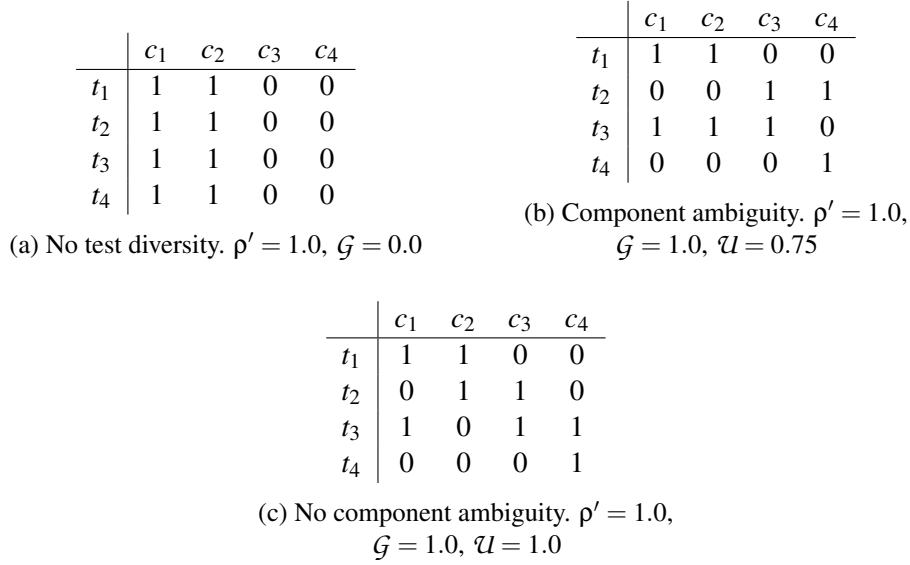 c₁ c₂ c₃ c₄
t₁ 1 1 0 0
t₂ 1 1 0 0
t₃ 1 1 0 0
t₄ 1 1 0 0
(a) No test diversity. ρ′ = 1.0, 𝒢 = 0.0
c₁ c₂ c₃ c₄
t₁ 1 1 0 0
t₂ 0 0 1 1
t₃ 1 1 1 0
t₄ 0 0 0 1
(b) Component ambiguity. ρ′ = 1.0,
𝒢 = 1.0, 𝒰 = 0.75
c₁ c₂ c₃ c₄
t₁ 1 1 0 0
t₂ 0 1 1 0
t₃ 1 0 1 1
t₄ 0 0 0 1
(c) No component ambiguity. ρ′ = 1.0,
𝒢 = 1.0, 𝒰 = 1.0